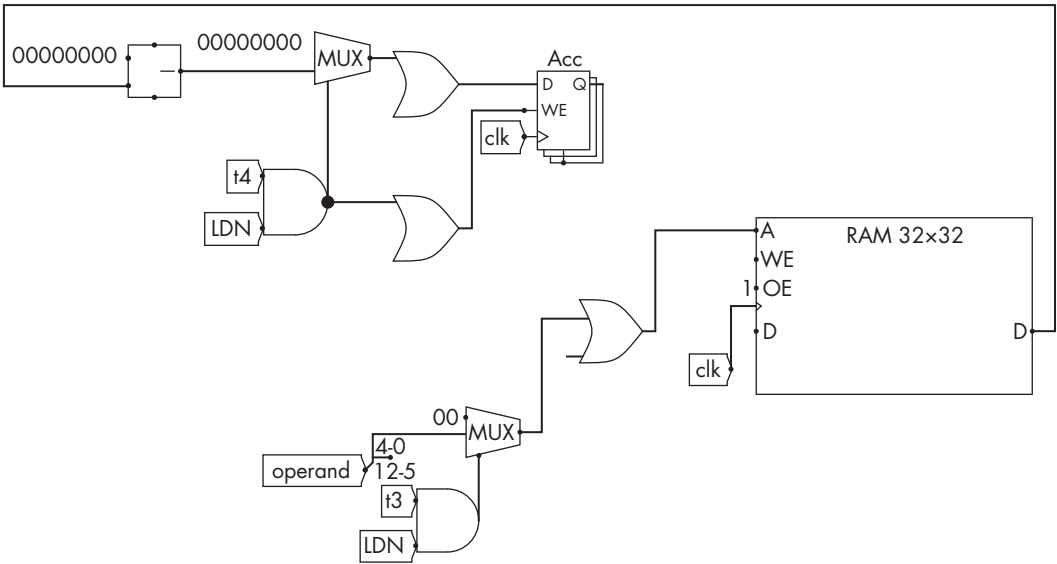 00000000
00000000
MUX
Acc
D Q
WE
clk
t4
LDN
A
RAM 32×32
WE
1 OE
D D
clk
00
MUX
4-0
operand
12-5
t3
LDN